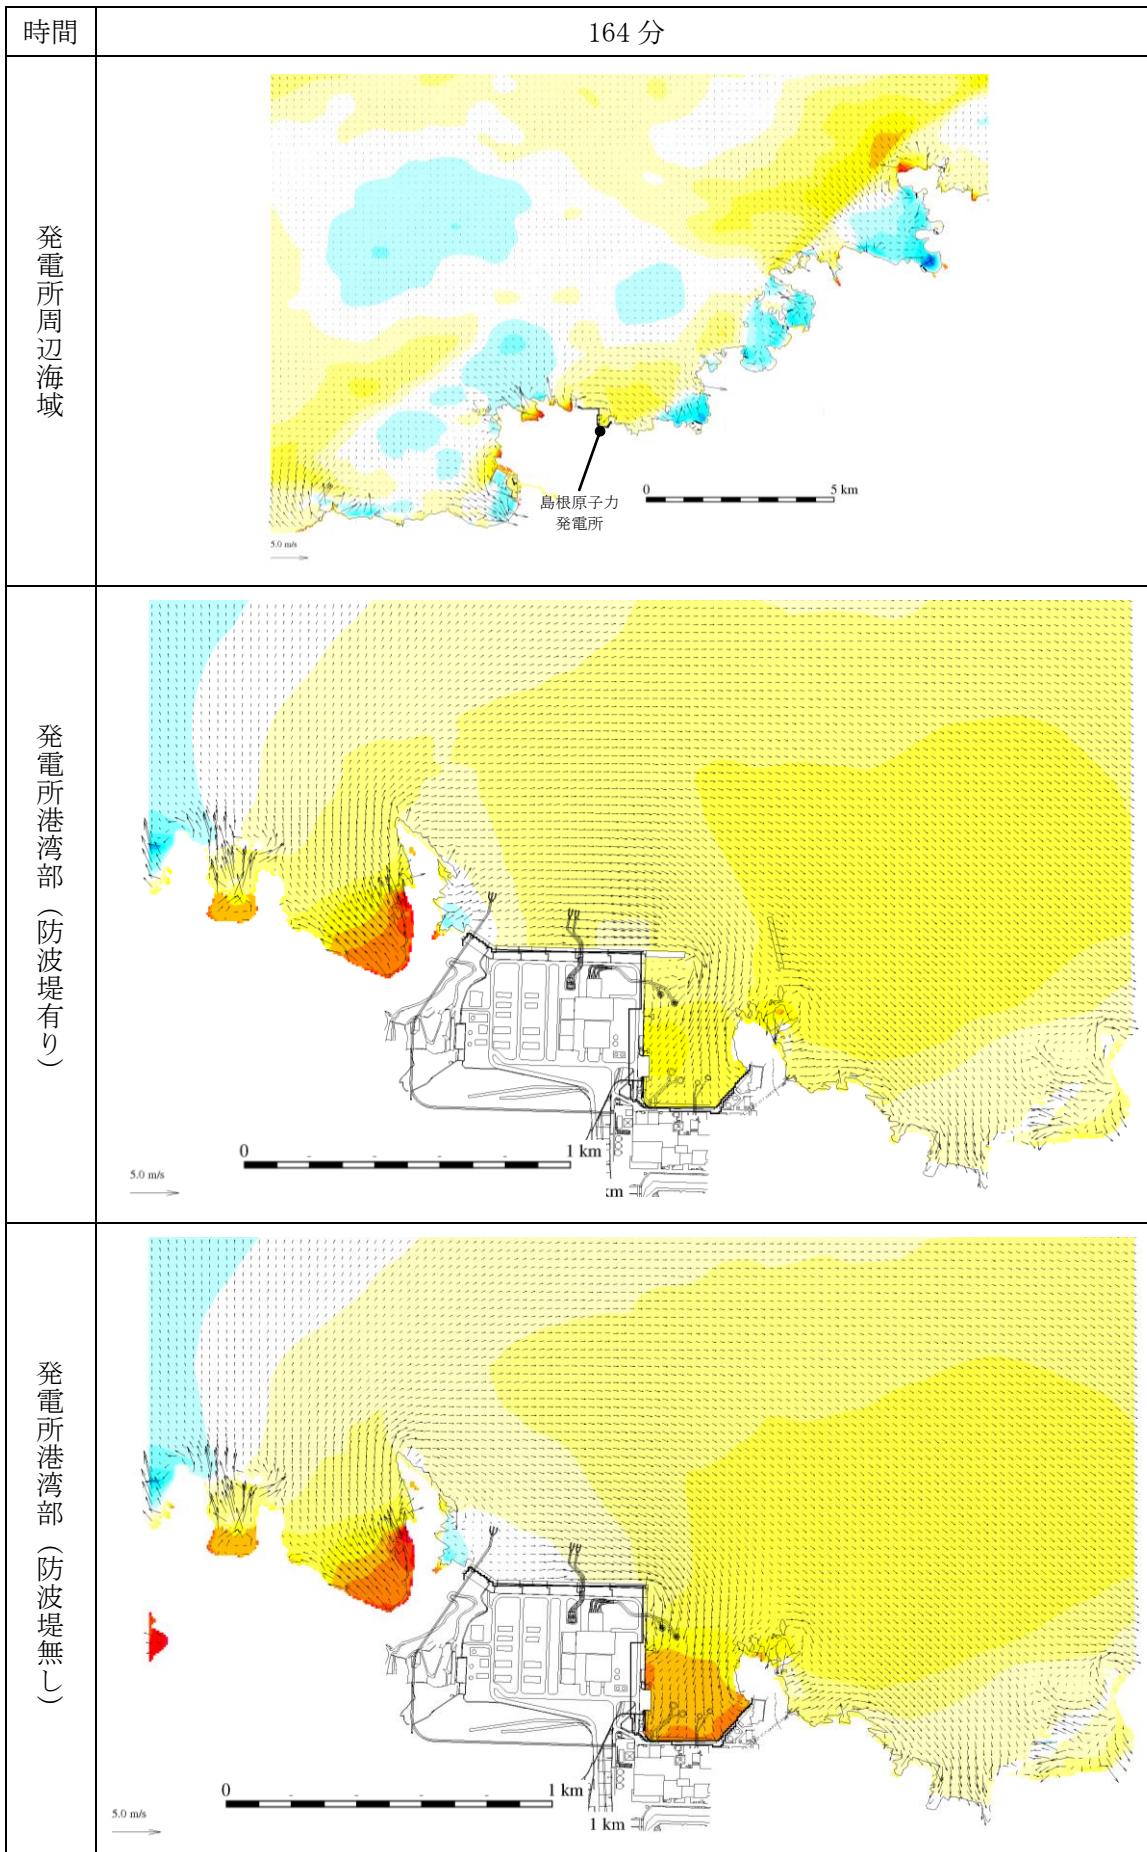 時間
164 分
発電所周辺海域
島根原子力
発電所
0
5 km
5.0 m/s
発電所港湾部（防波堤有り）
0
1 km
5.0 m/s
km
発電所港湾部（防波堤無し）
0
1 km
5.0 m/s
1 km